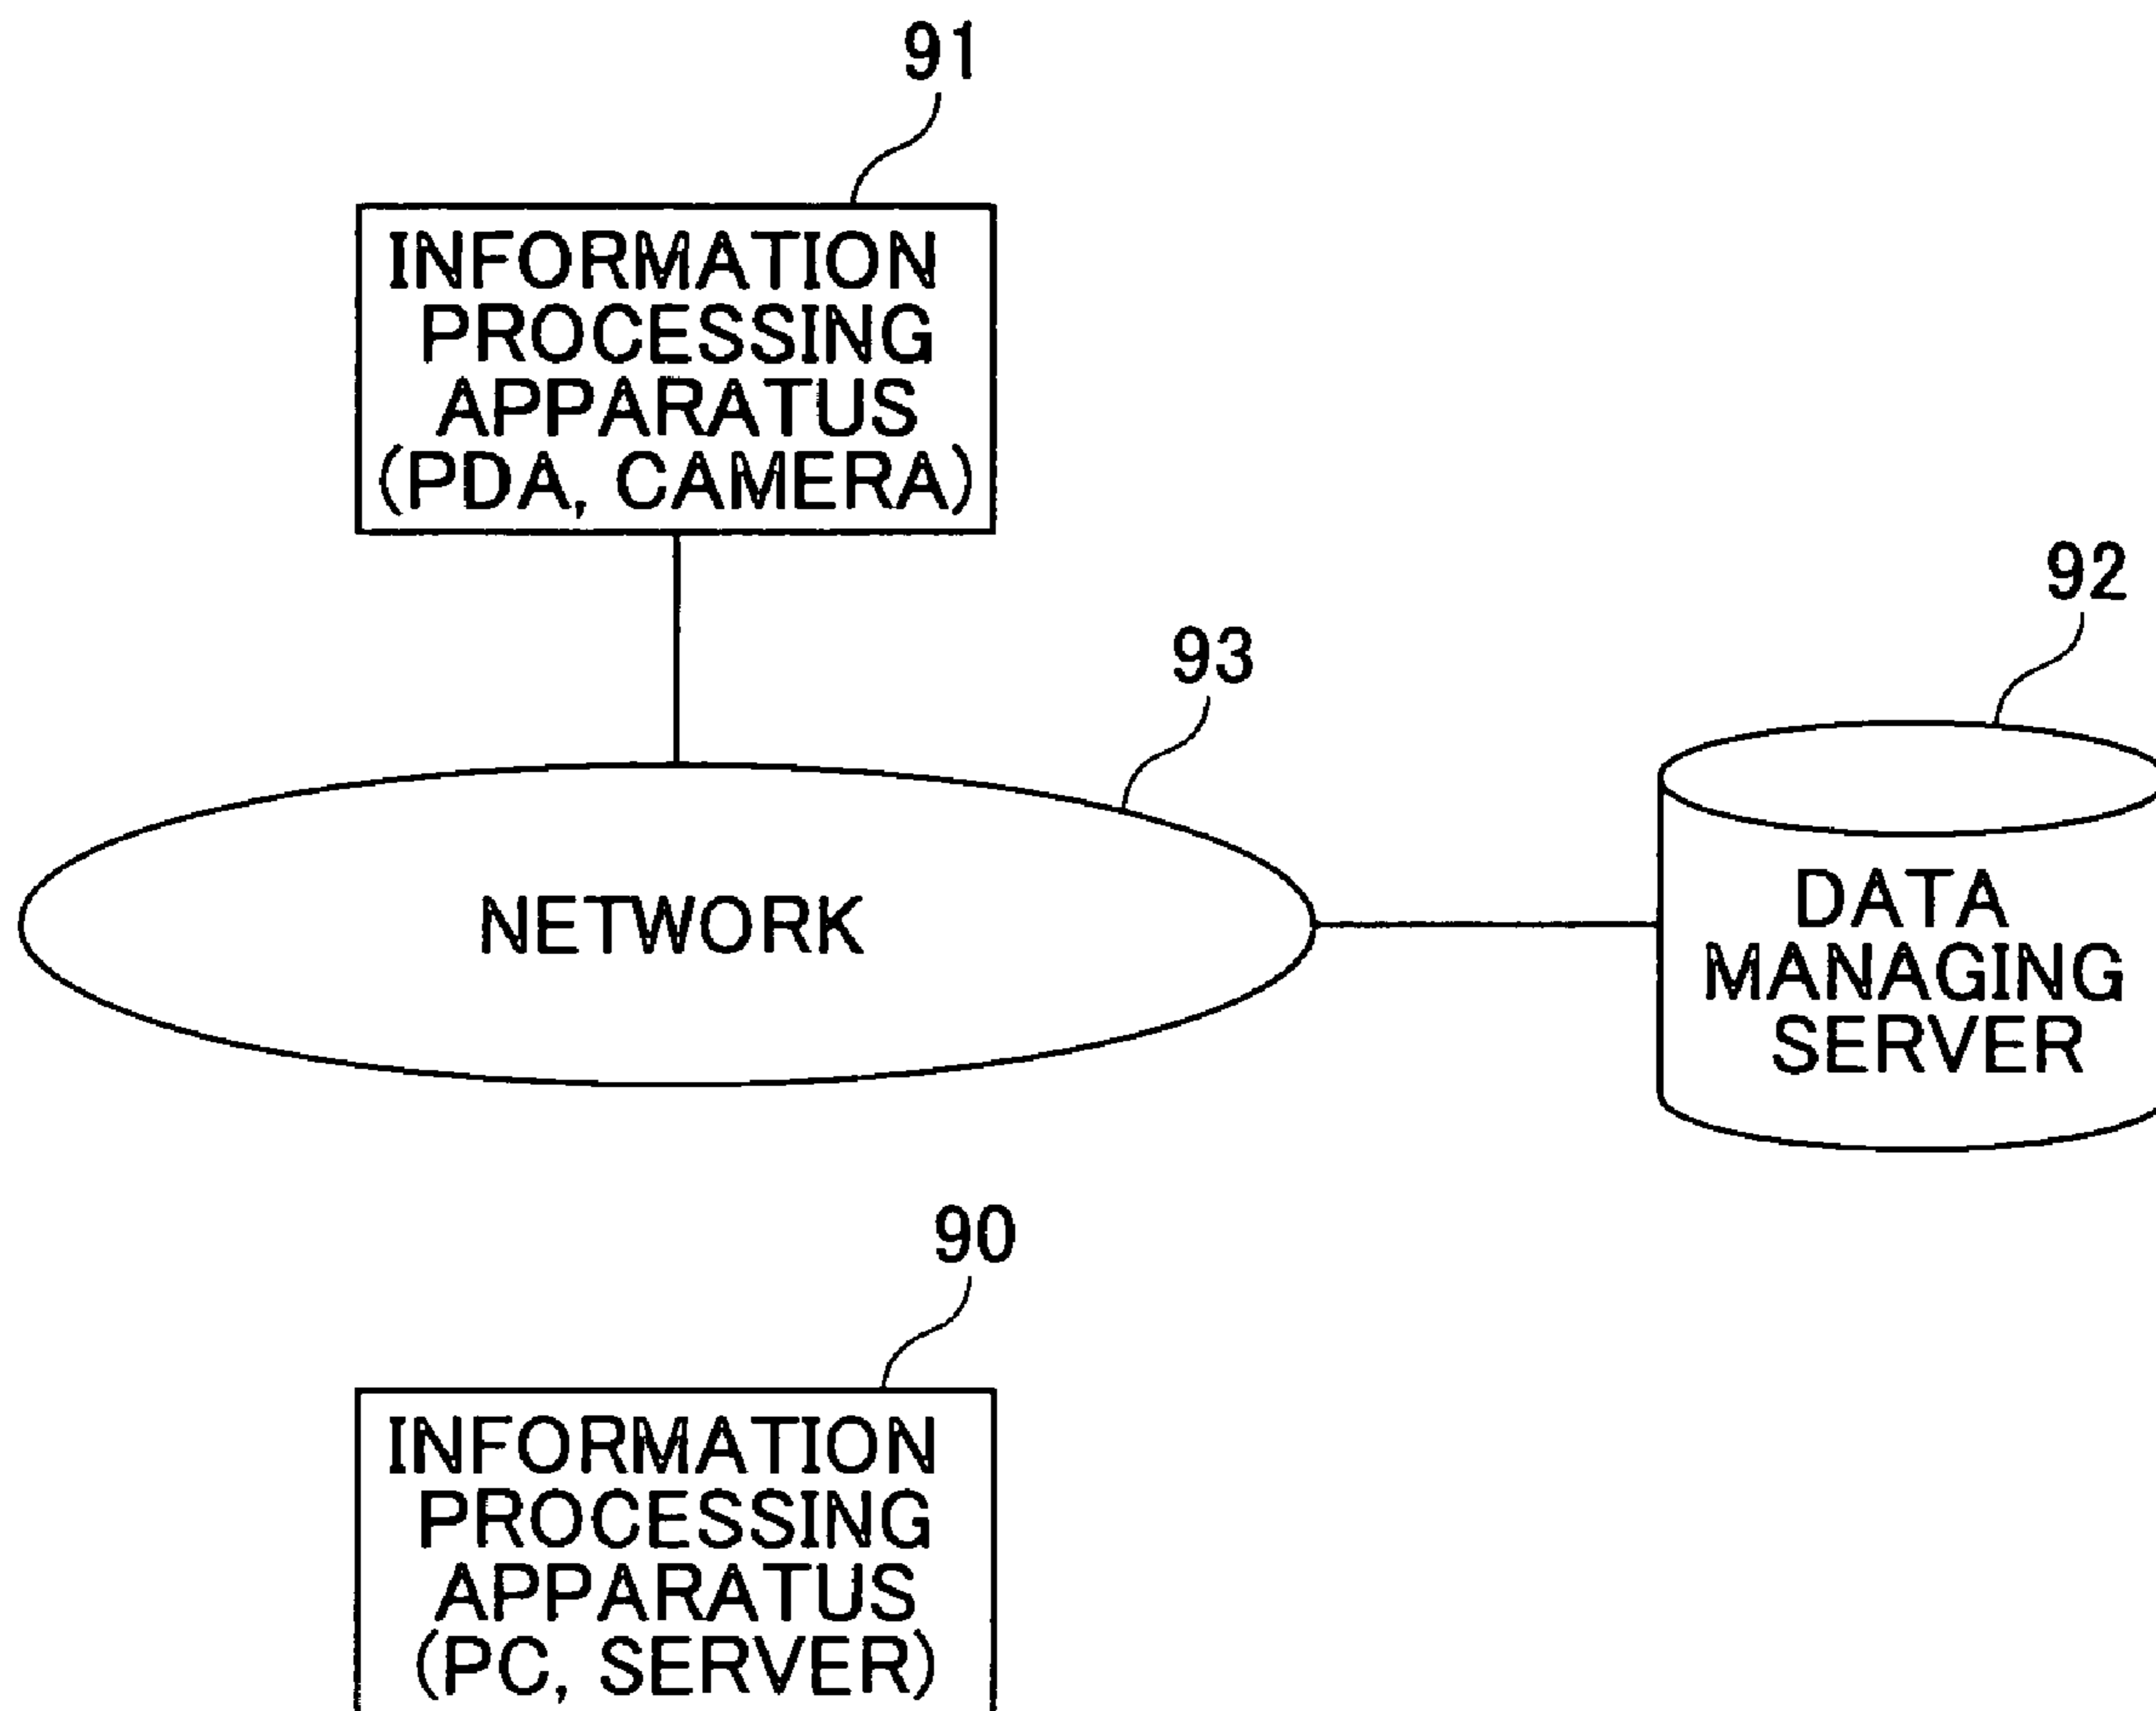 91
INFORMATION
PROCESSING
APPARATUS
(PDA, CAMERA)
92
93
NETWORK
DATA
MANAGING
SERVER
90
INFORMATION
PROCESSING
APPARATUS
(PC, SERVER)